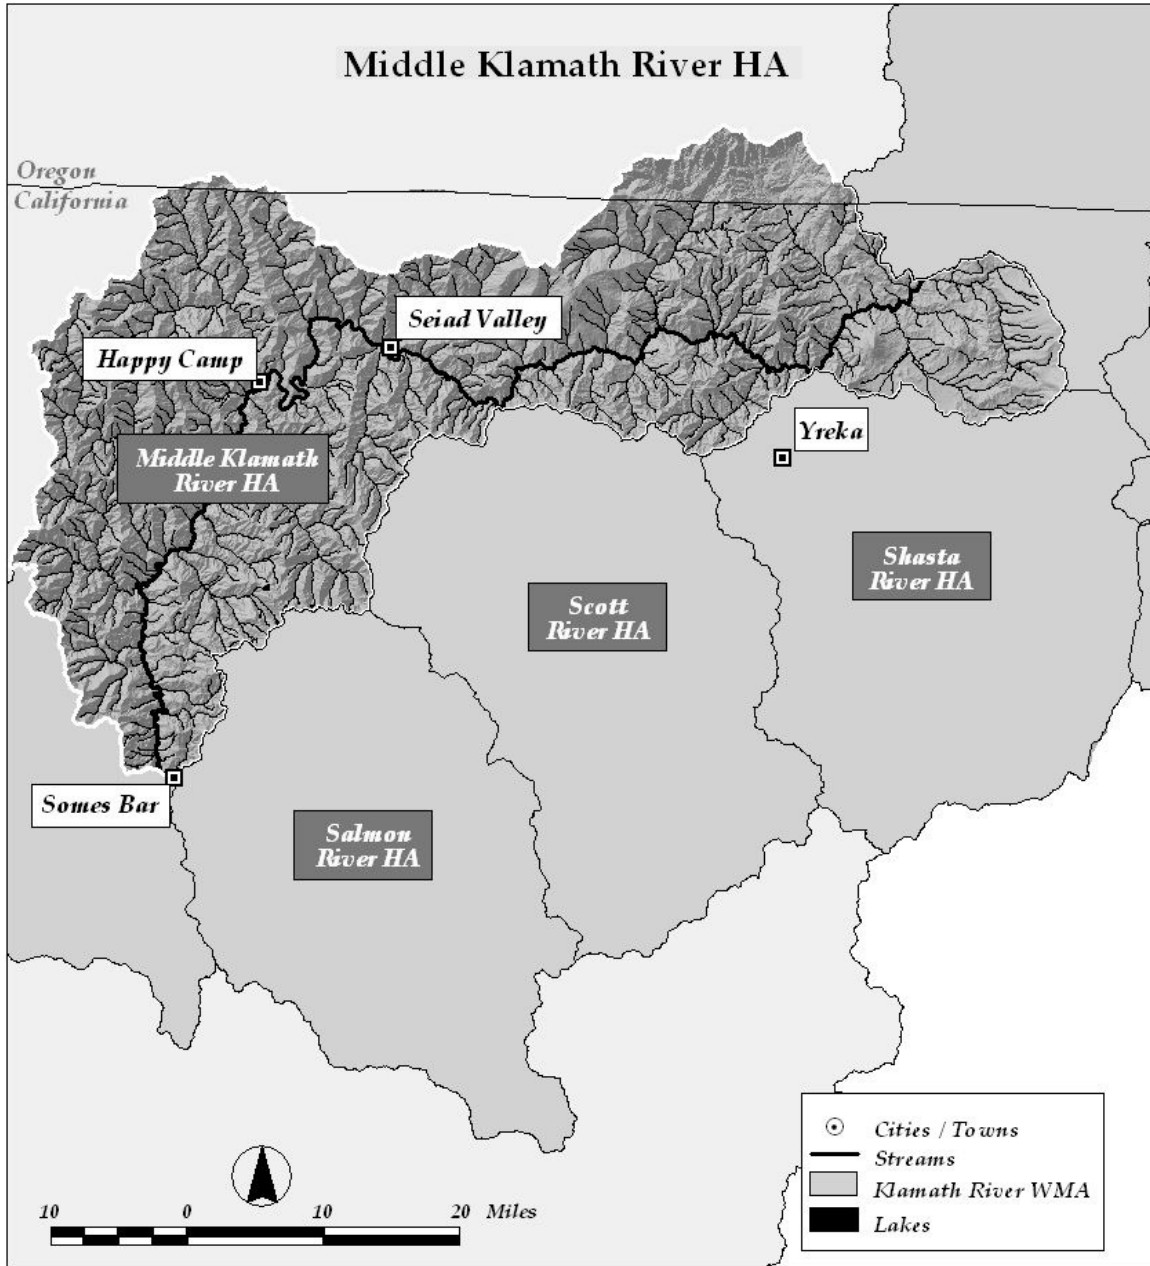 Middle Klamath River HA
Oregon
California
Seiad Valley
Happy Camp
Yreka
Middle Klamath
River HA
Shasta
River HA
Scott
River HA
Somes Bar
Salmon
River HA
Cities / Towns
Streams
Klamath River WMA
Lakes
10 0 10 20 Miles